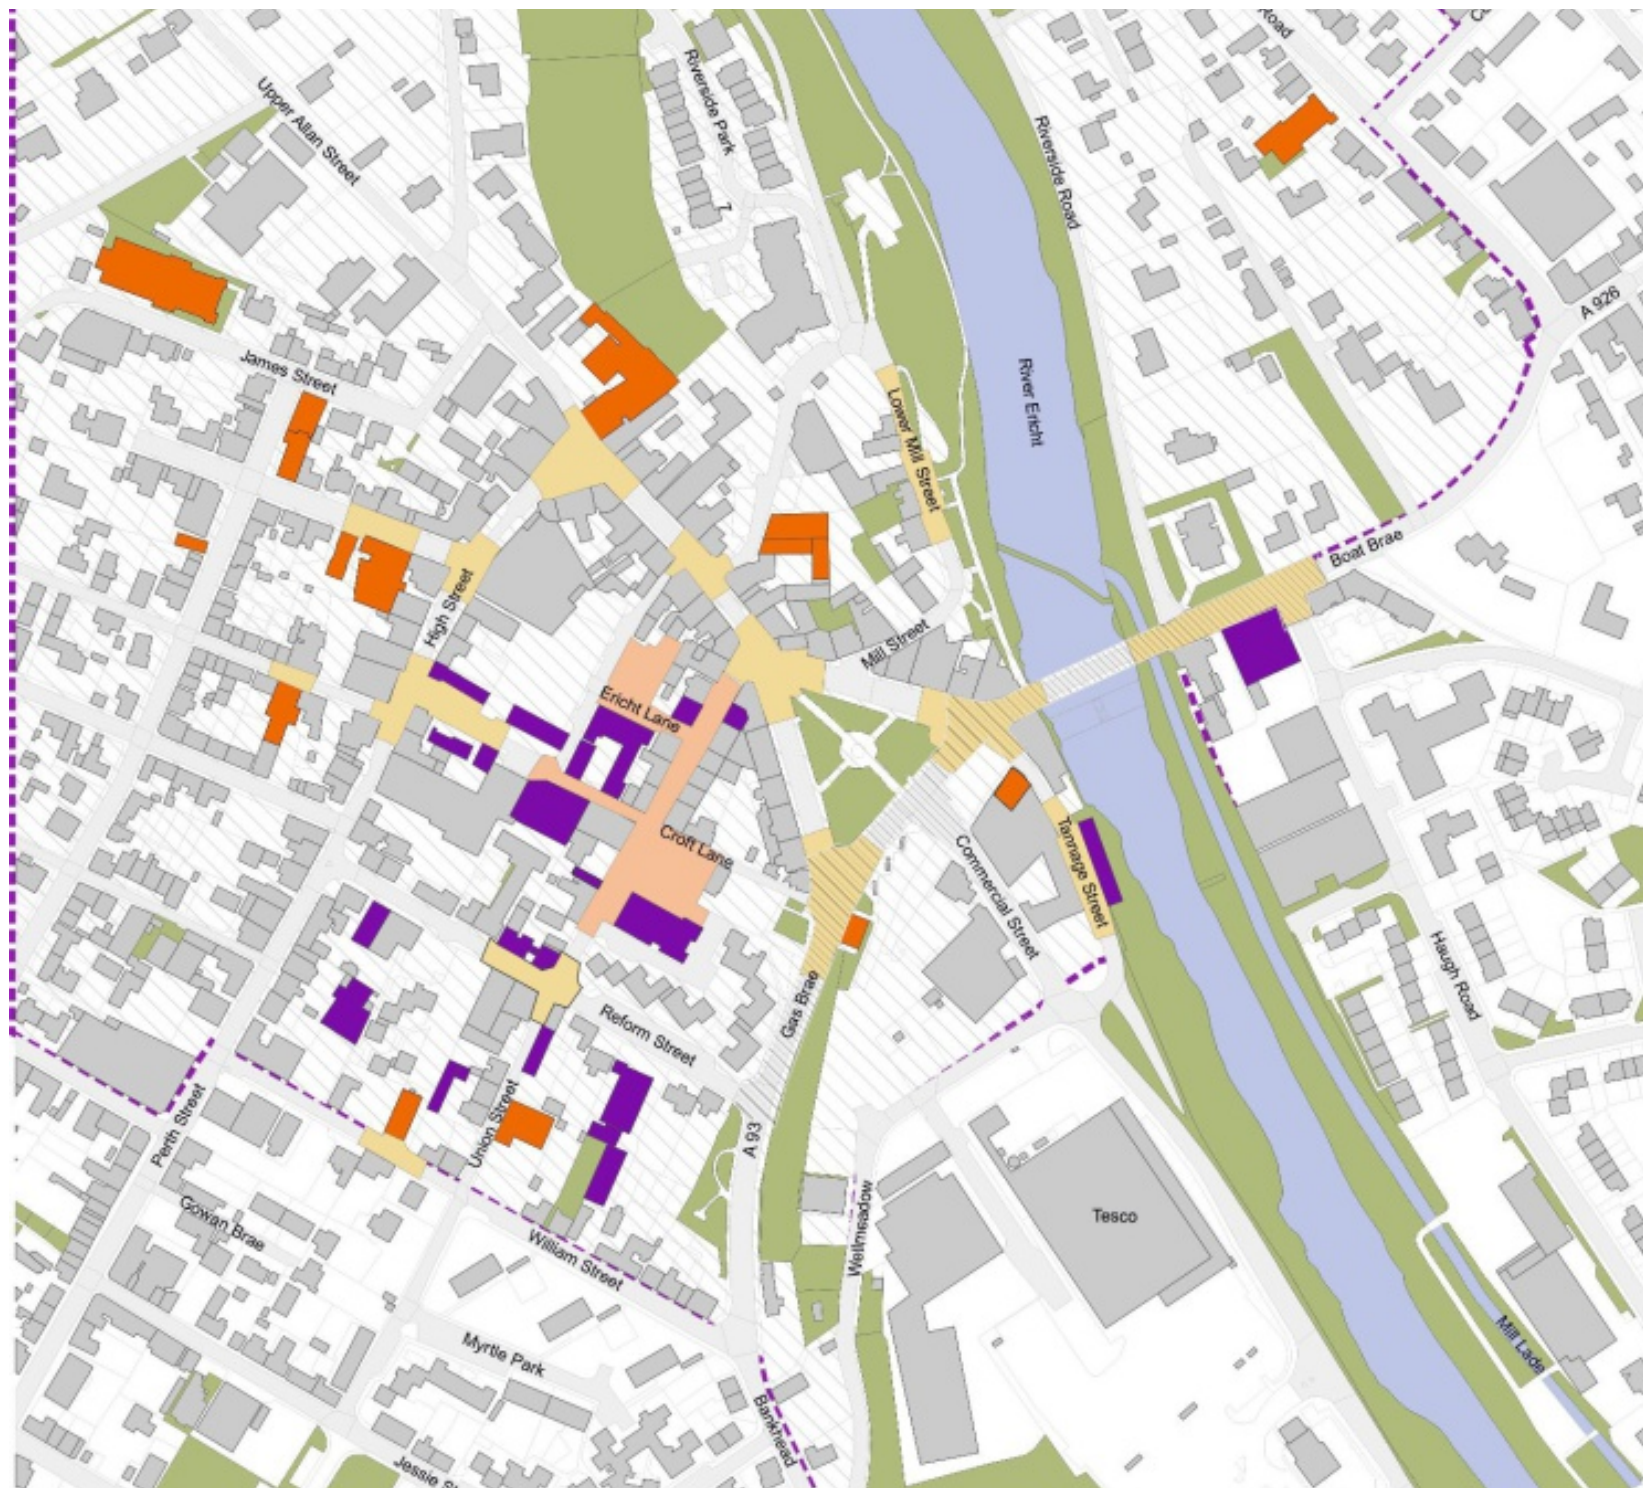 Road
Riverside Park
Upper Allan Street
Riverside Road
A 926
James Street
River Ericht
Lower Mill Street
Boat Brae
High Street
Mill Street
Ericht Lane
Croft Lane
Tannage Street
Commercial Street
Haugh Road
Gas Brae
Reform Street
Perth Street
Union Street
A 93
Tesco
Wellmeadow
Gowan Brae
William Street
Myrtle Park
Mill Lade
Bankhead
Jessie S